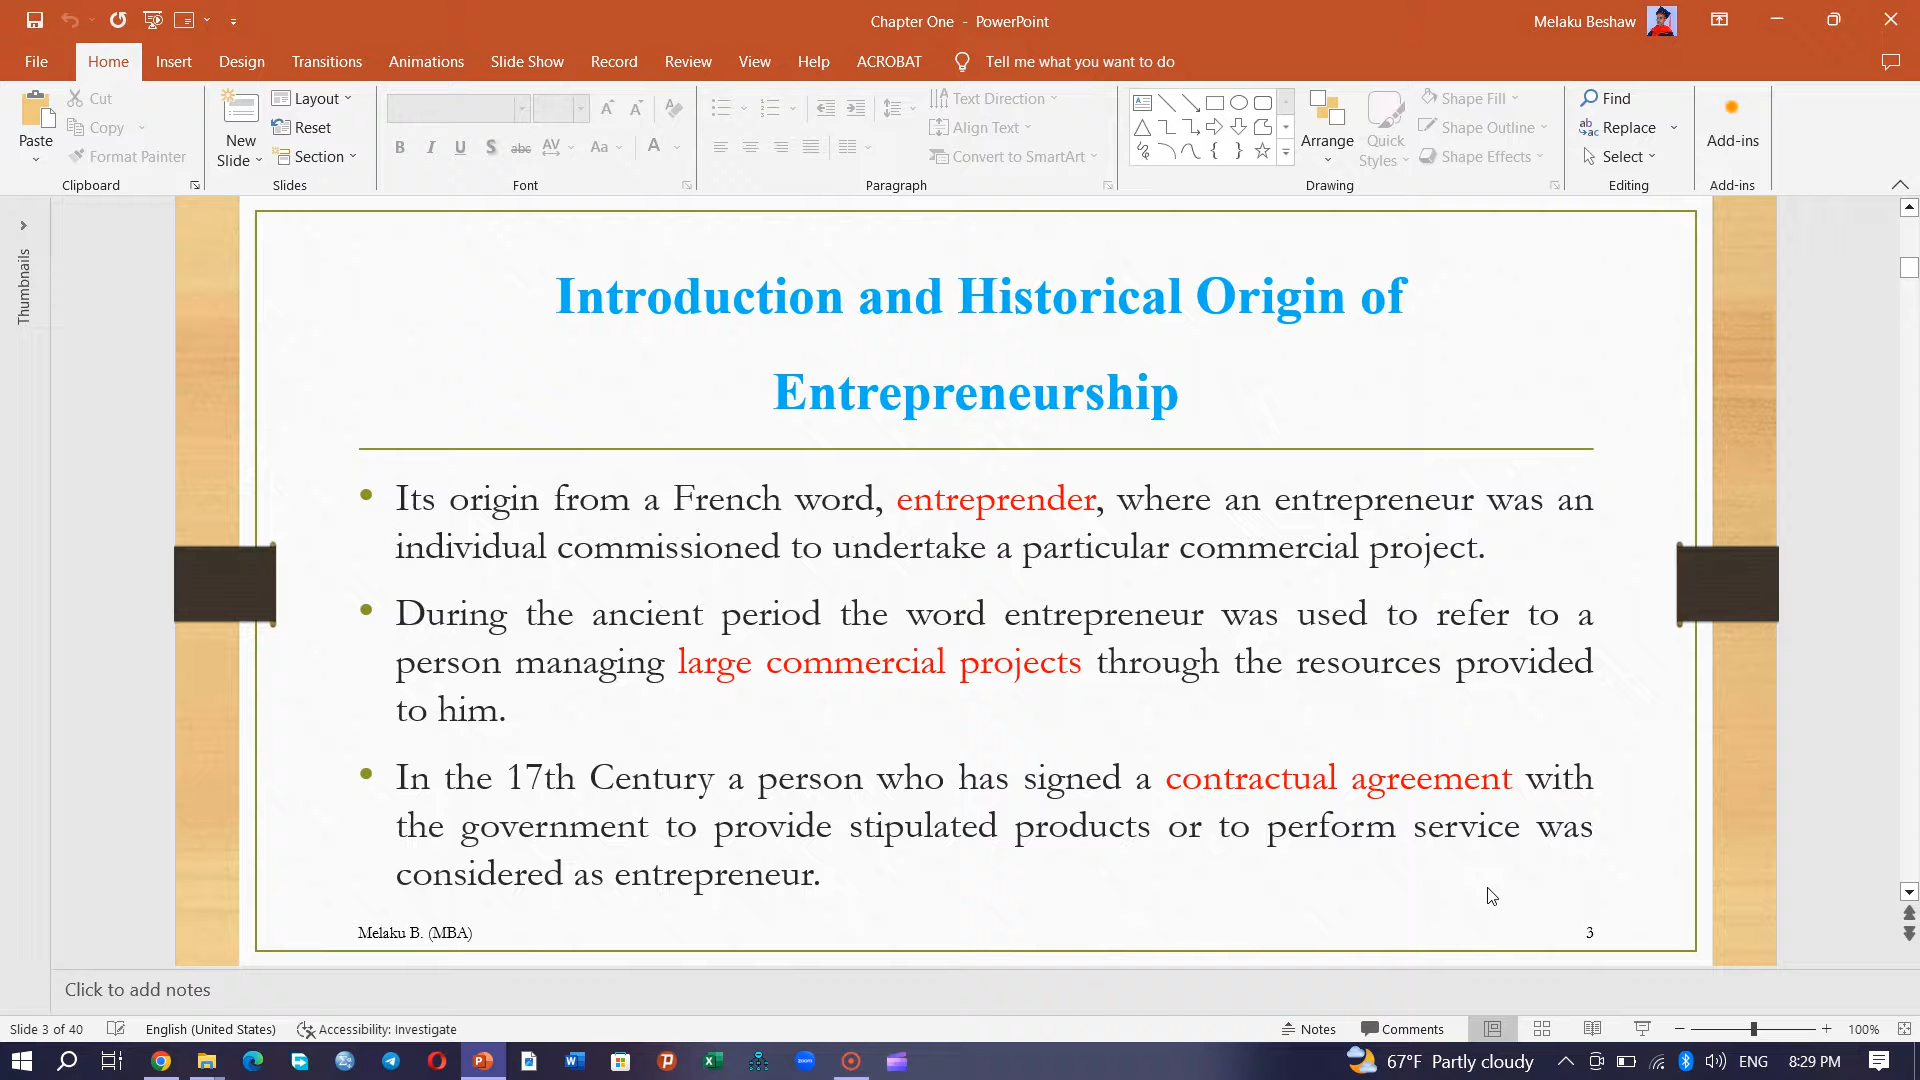 Chapter One - PowerPoint
Melaku Beshaw
File Home Insert Design Transitions Animations Slide Show Record Review View Help ACROBAT Tell me what you want to do
Paste
Cut
Copy
Format Painter
Clipboard
New Slide
Layout
Reset
Section
Slides
B I U S abc AV Aa A
Font
Text Direction
Align Text
Convert to SmartArt
Paragraph
Arrange
Quick Styles
Shape Fill
Shape Outline
Shape Effects
Drawing
Find
Replace
Select
Editing
Add-ins
Add-ins
Thumbnails
Introduction and Historical Origin of
Entrepreneurship
• Its origin from a French word, entreprender, where an entrepreneur was an
individual commissioned to undertake a particular commercial project.
• During the ancient period the word entrepreneur was used to refer to a
person managing large commercial projects through the resources provided
to him.
• In the 17th Century a person who has signed a contractual agreement with
the government to provide stipulated products or to perform service was
considered as entrepreneur.
Melaku B. (MBA)
3
Click to add notes
Slide 3 of 40 English (United States) Accessibility: Investigate Notes Comments 100%
67°F Partly cloudy ENG 8:29 PM